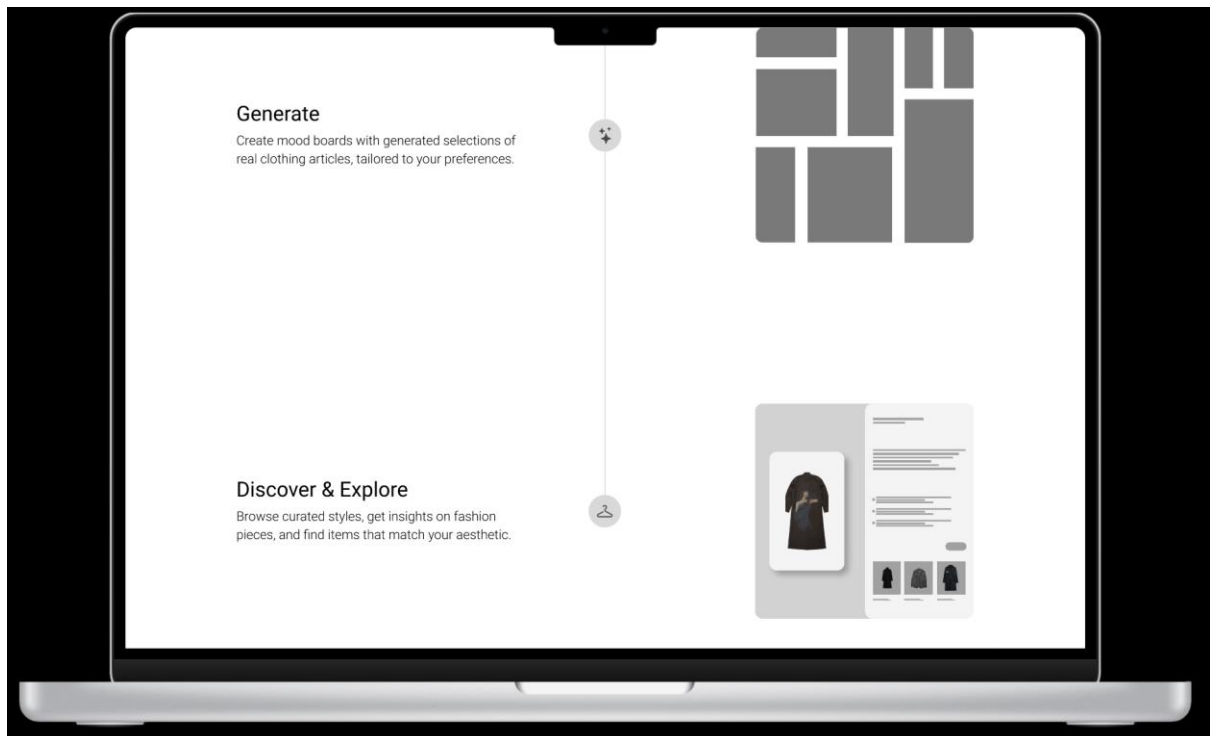 Generate
Create mood boards with generated selections of
real clothing articles, tailored to your preferences.
Discover & Explore
Browse curated styles, get insights on fashion
pieces, and find items that match your aesthetic.